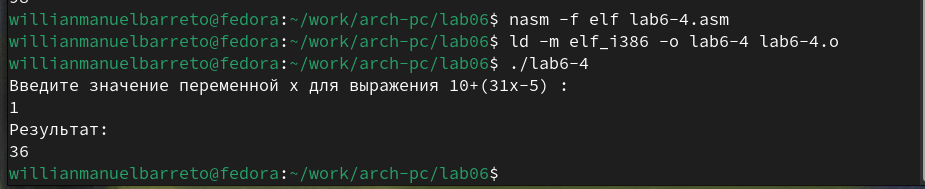 willianmanuelbarreto@fedora:~/work/arch-pc/lab06$ nasm -f elf lab6-4.asm
willianmanuelbarreto@fedora:~/work/arch-pc/lab06$ ld -m elf_i386 -o lab6-4 lab6-4.o
willianmanuelbarreto@fedora:~/work/arch-pc/lab06$ ./lab6-4
Введите значение переменной x для выражения 10+(31x-5) :
1
Результат:
36
willianmanuelbarreto@fedora:~/work/arch-pc/lab06$